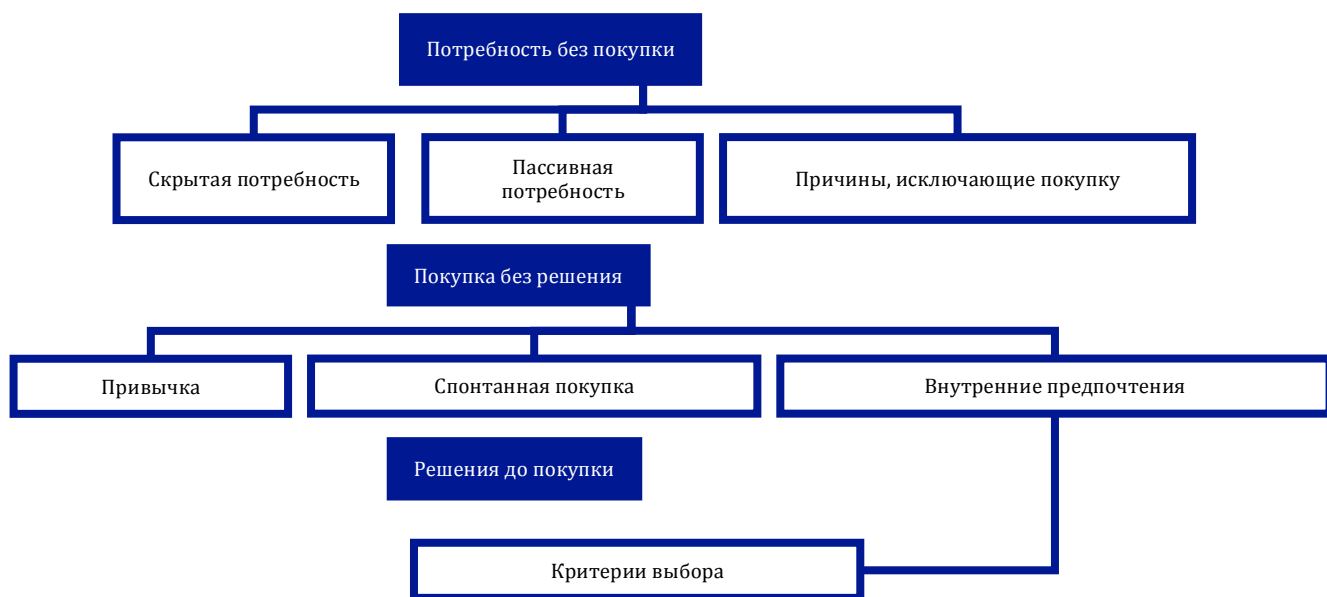 Потребность без покупки
Скрытая потребность
Пассивная
потребность
Причины, исключающие покупку
Покупка без решения
Привычка
Спонтанная покупка
Внутренние предпочтения
Решения до покупки
Критерии выбора